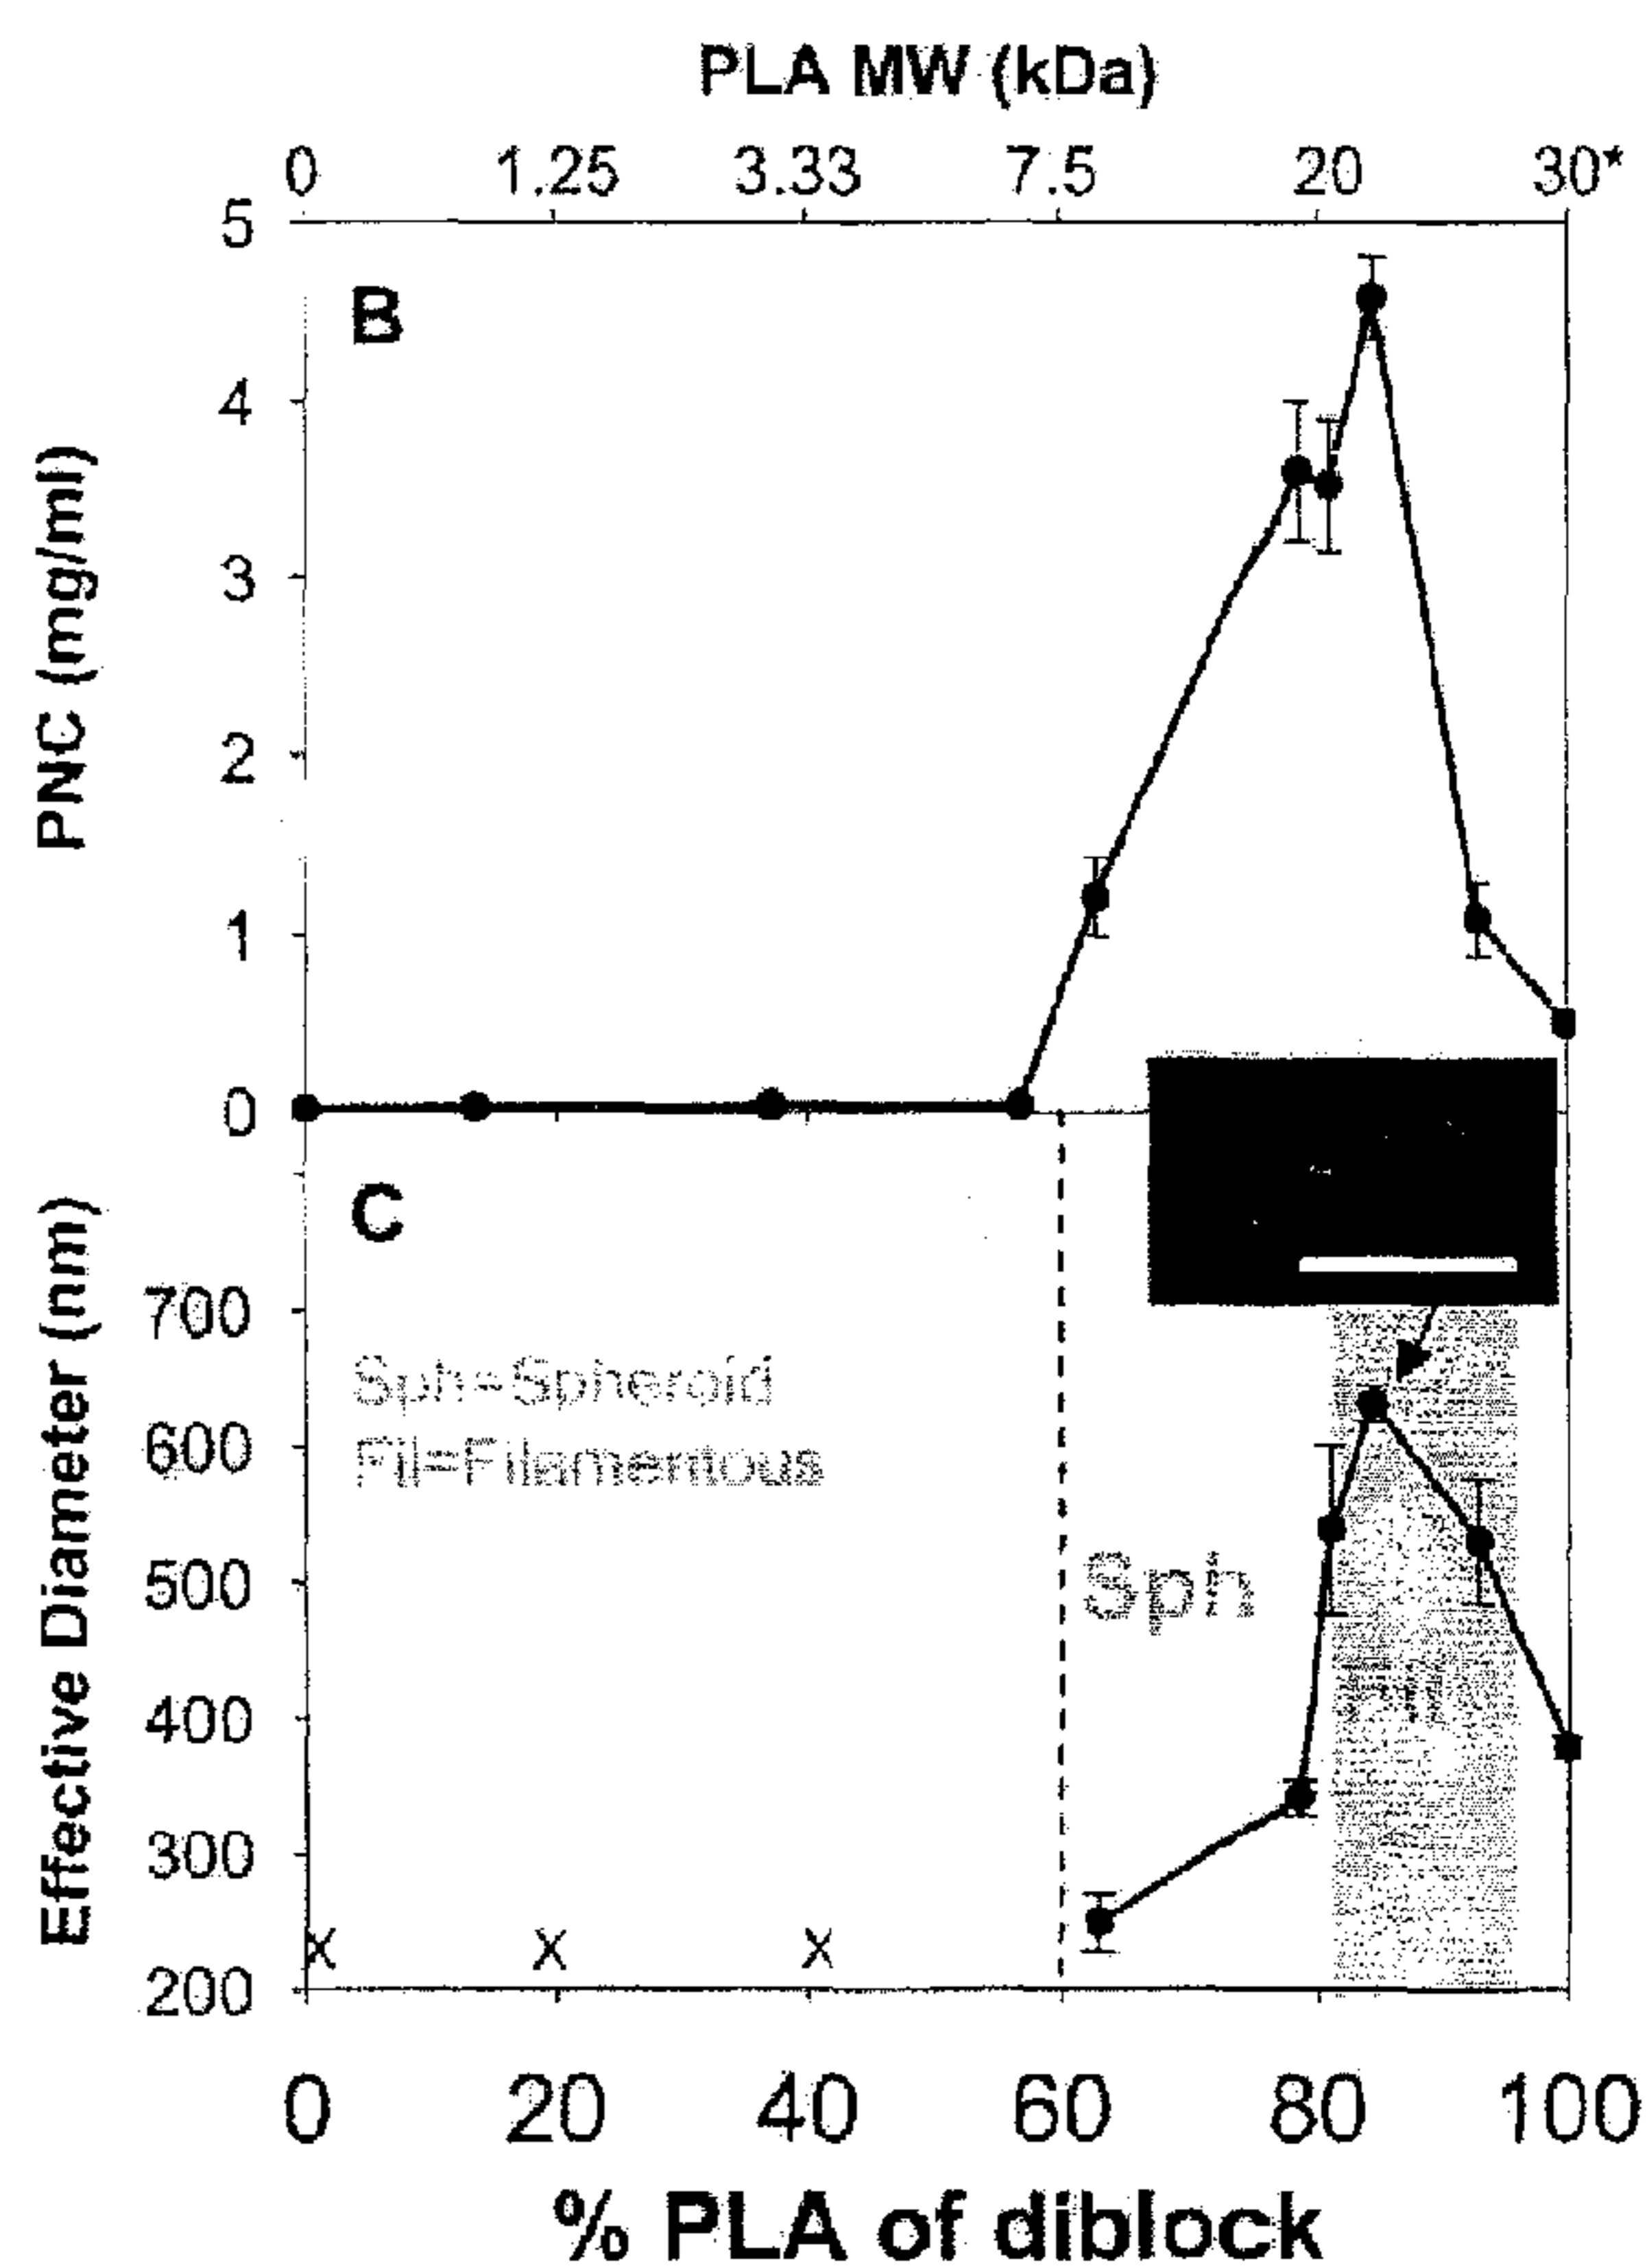 PLA MW (kDa)
0 1.25 3.33 7.5 20 30*
5
B
4
3
2
1
0
PNC (mg/ml)
C
700
600
500
400
300
200
Effective Diameter (nm)
Sph=Spheroid
Fil=Filamentous
Sph
X X X
0 20 40 60 80 100
% PLA of diblock